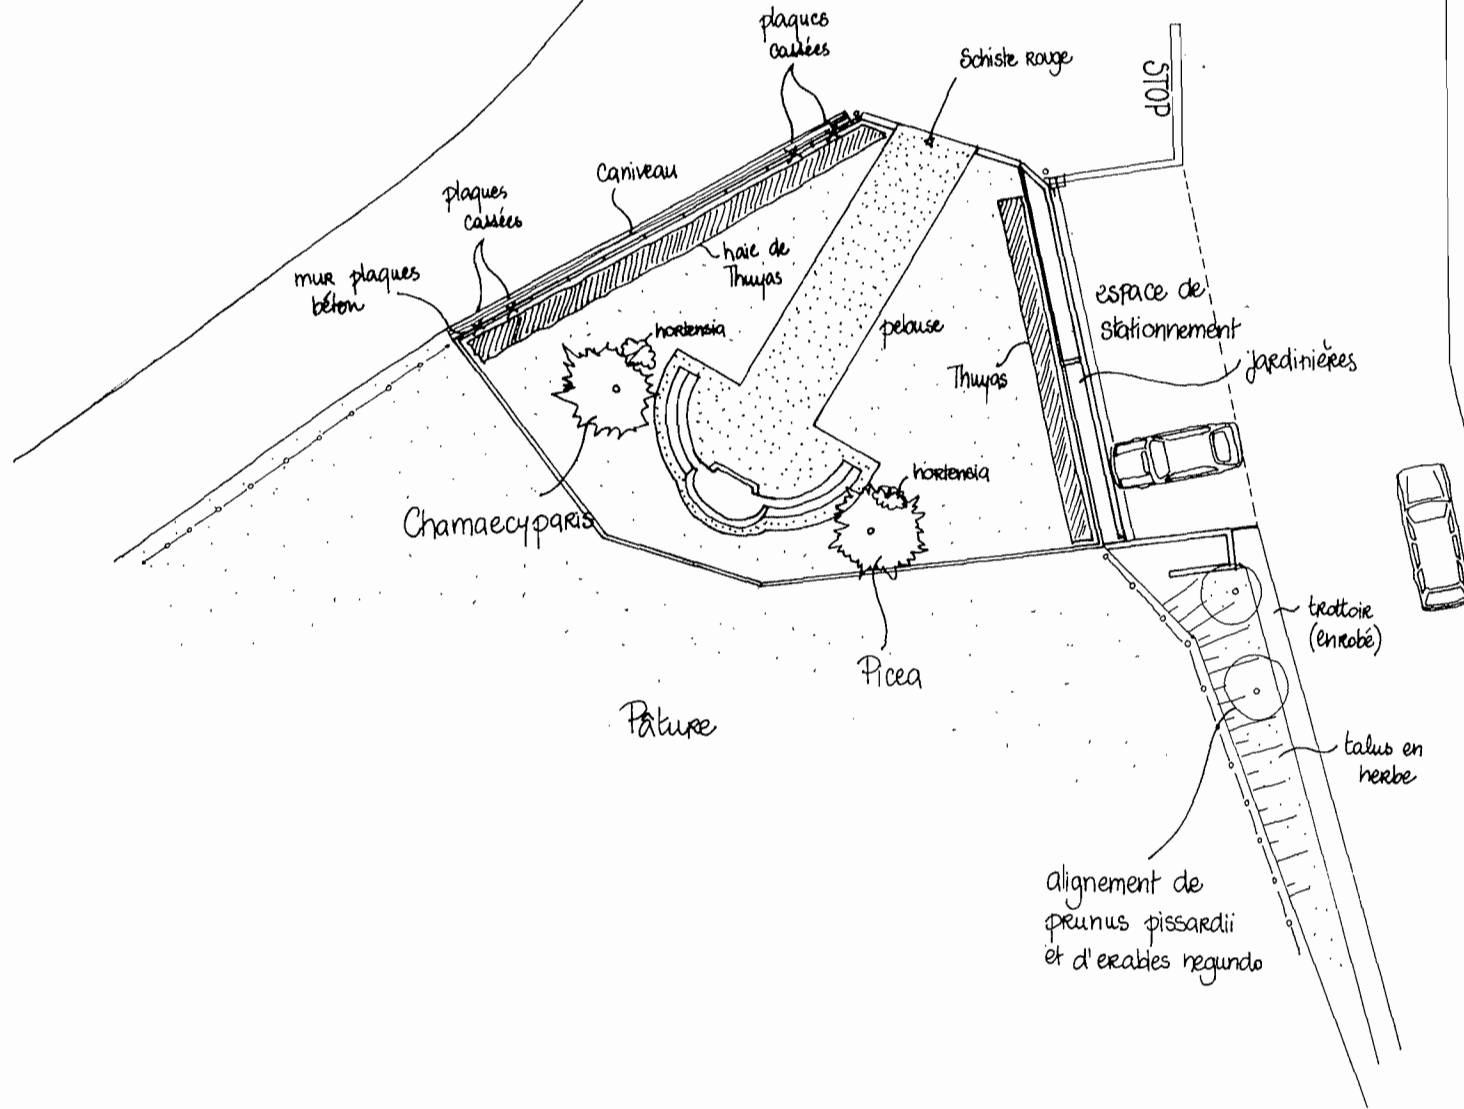 plaques
cassées
Schiste rouge
STOP
Caniveau
plaques
cassées
mur plaques
béton
haie de
Thuyas
hortensia
pelouse
espace de
stationnement
jardinières
Thuyas
hortensia
Chamaecyparis
trottoir
(enrobé)
Picea
Pâture
talus en
herbe
alignement de
prunus pissardii
et d'erables negundo